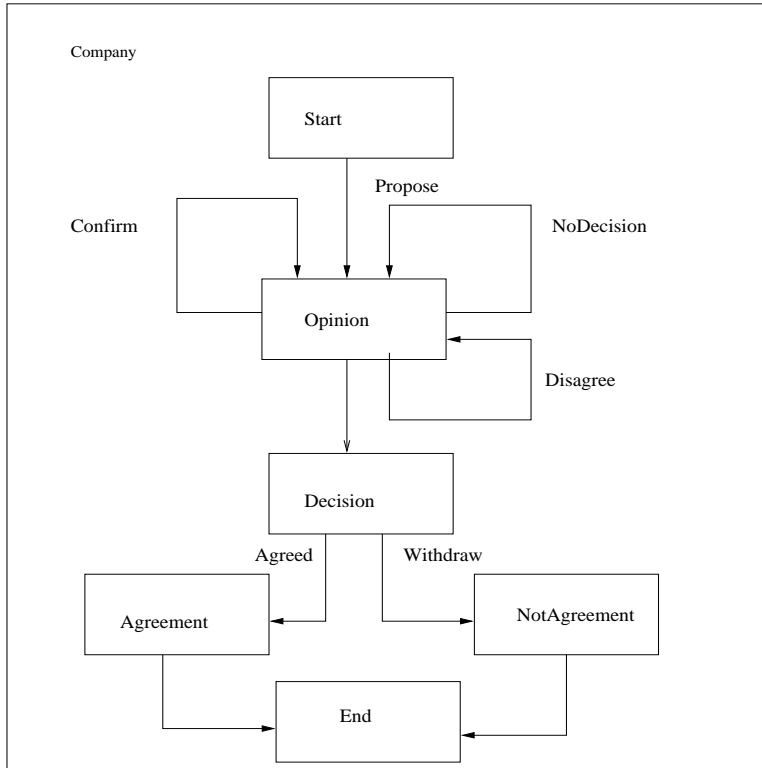 Company
Start
Propose
Confirm
NoDecision
Opinion
Disagree
Decision
Agreed
Withdraw
Agreement
NotAgreement
End